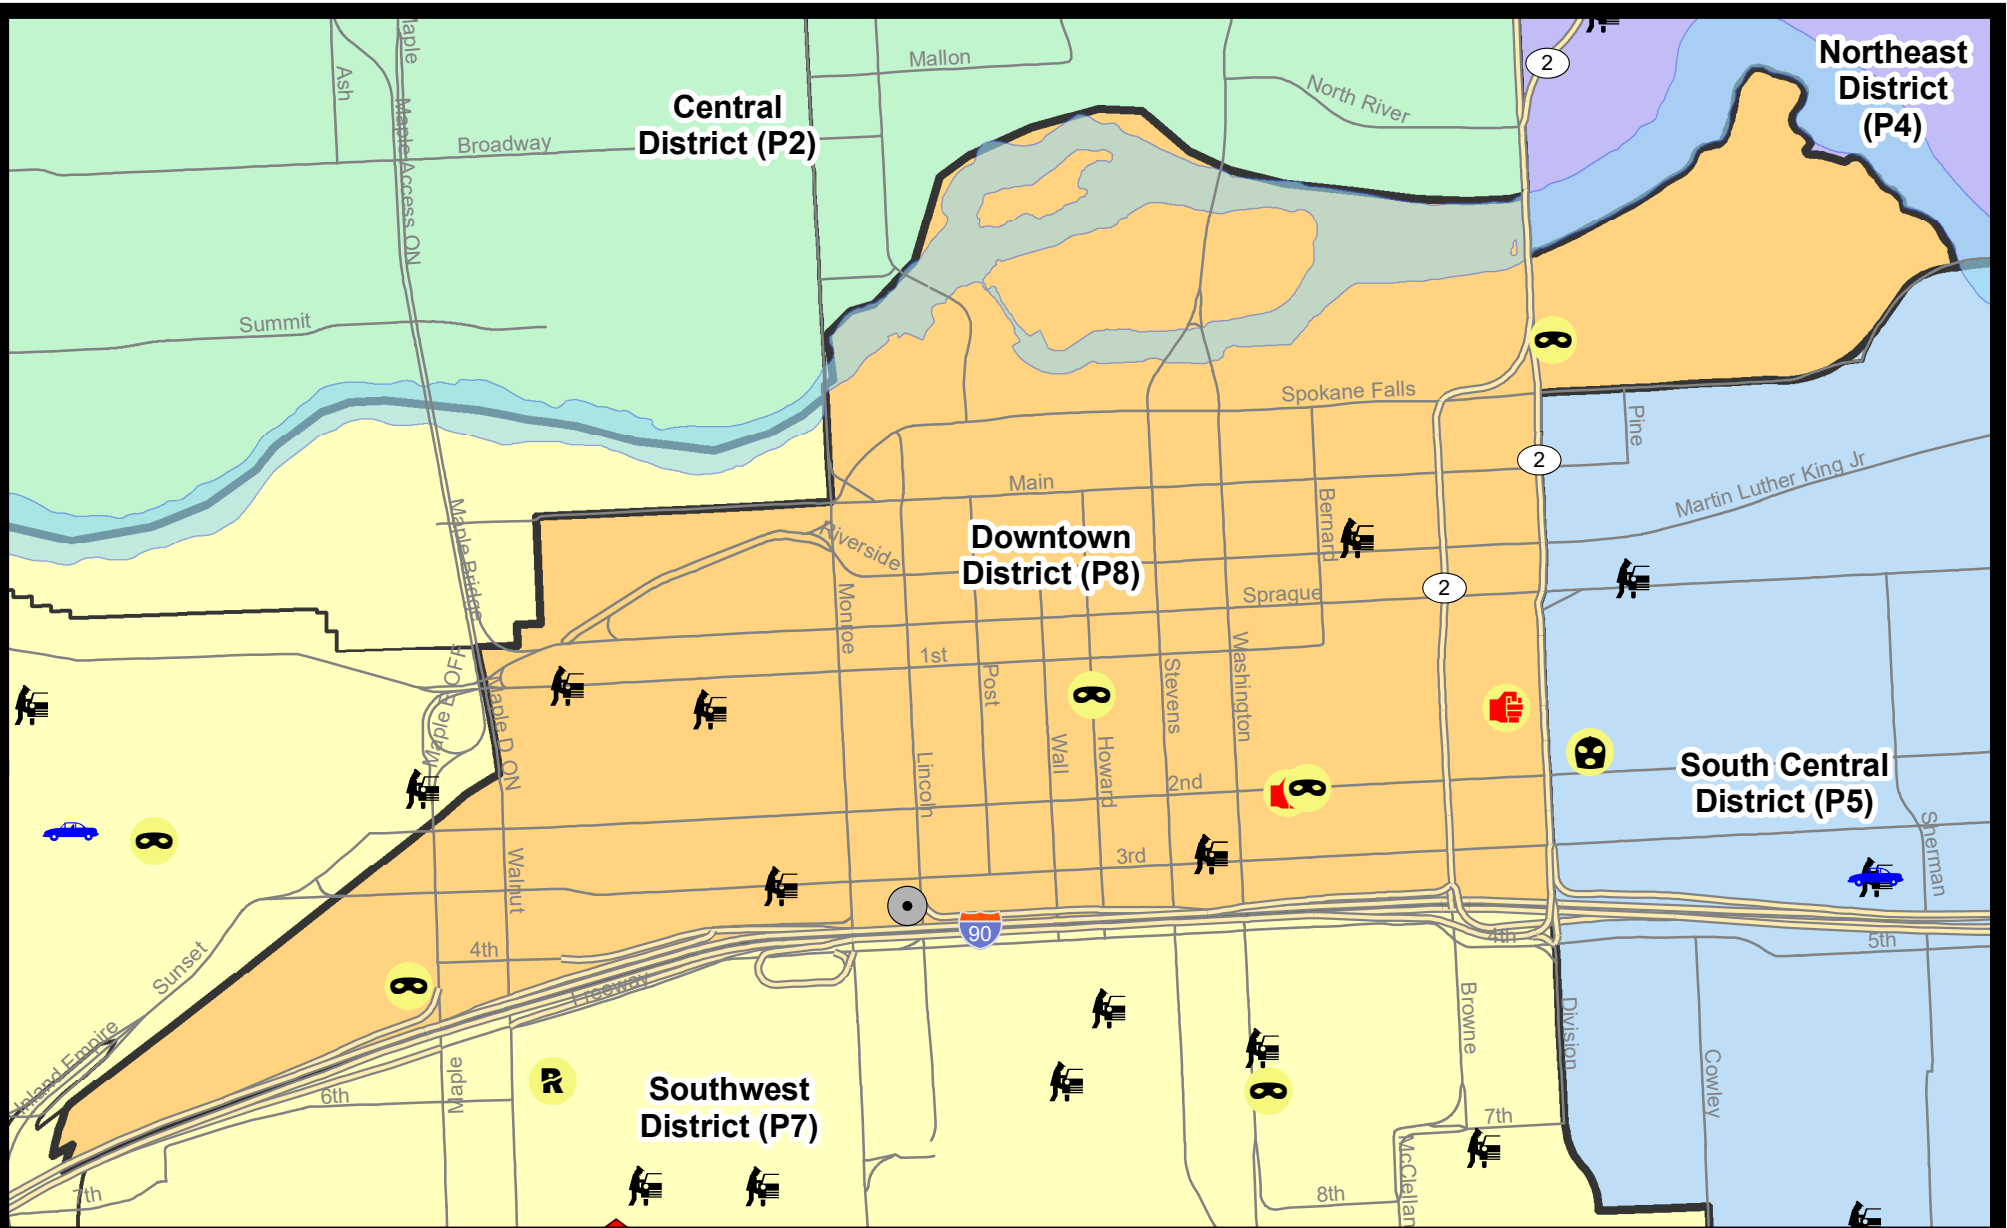 Maple
2
Northeast
District
(P4)
Mallon
Ash
North River
Central
District (P2)
Maple Access ON
Broadway
Summit
Spokane Falls
Pine
2
Martin Luther King Jr
Main
Bernard
Maple Bridge
Riverside
Downtown
District (P8)
2
Sprague
Monroe
1st
Post
Stevens
Washington
Maple D ON
Wall
Howard
Lincoln
2nd
South Central
District (P5)
Sherman
3rd
Walnut
90
4th
4th
5th
Sunset
Freeway
Browne
Division
Inland Empire
R
Maple
6th
Southwest
District (P7)
Cowley
7th
McClellan
7th
8th